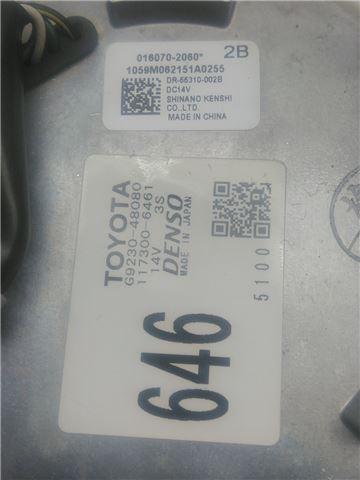 016070-2060*
2B
1059M062151A0255
DR-55310-002B
DC14V
SHINANO KENSHI
CO.,LTD.
MADE IN CHINA
TOYOTA
G9230-48080
117300-6461
14V 3S
DENSO
MADE IN JAPAN
5100
646